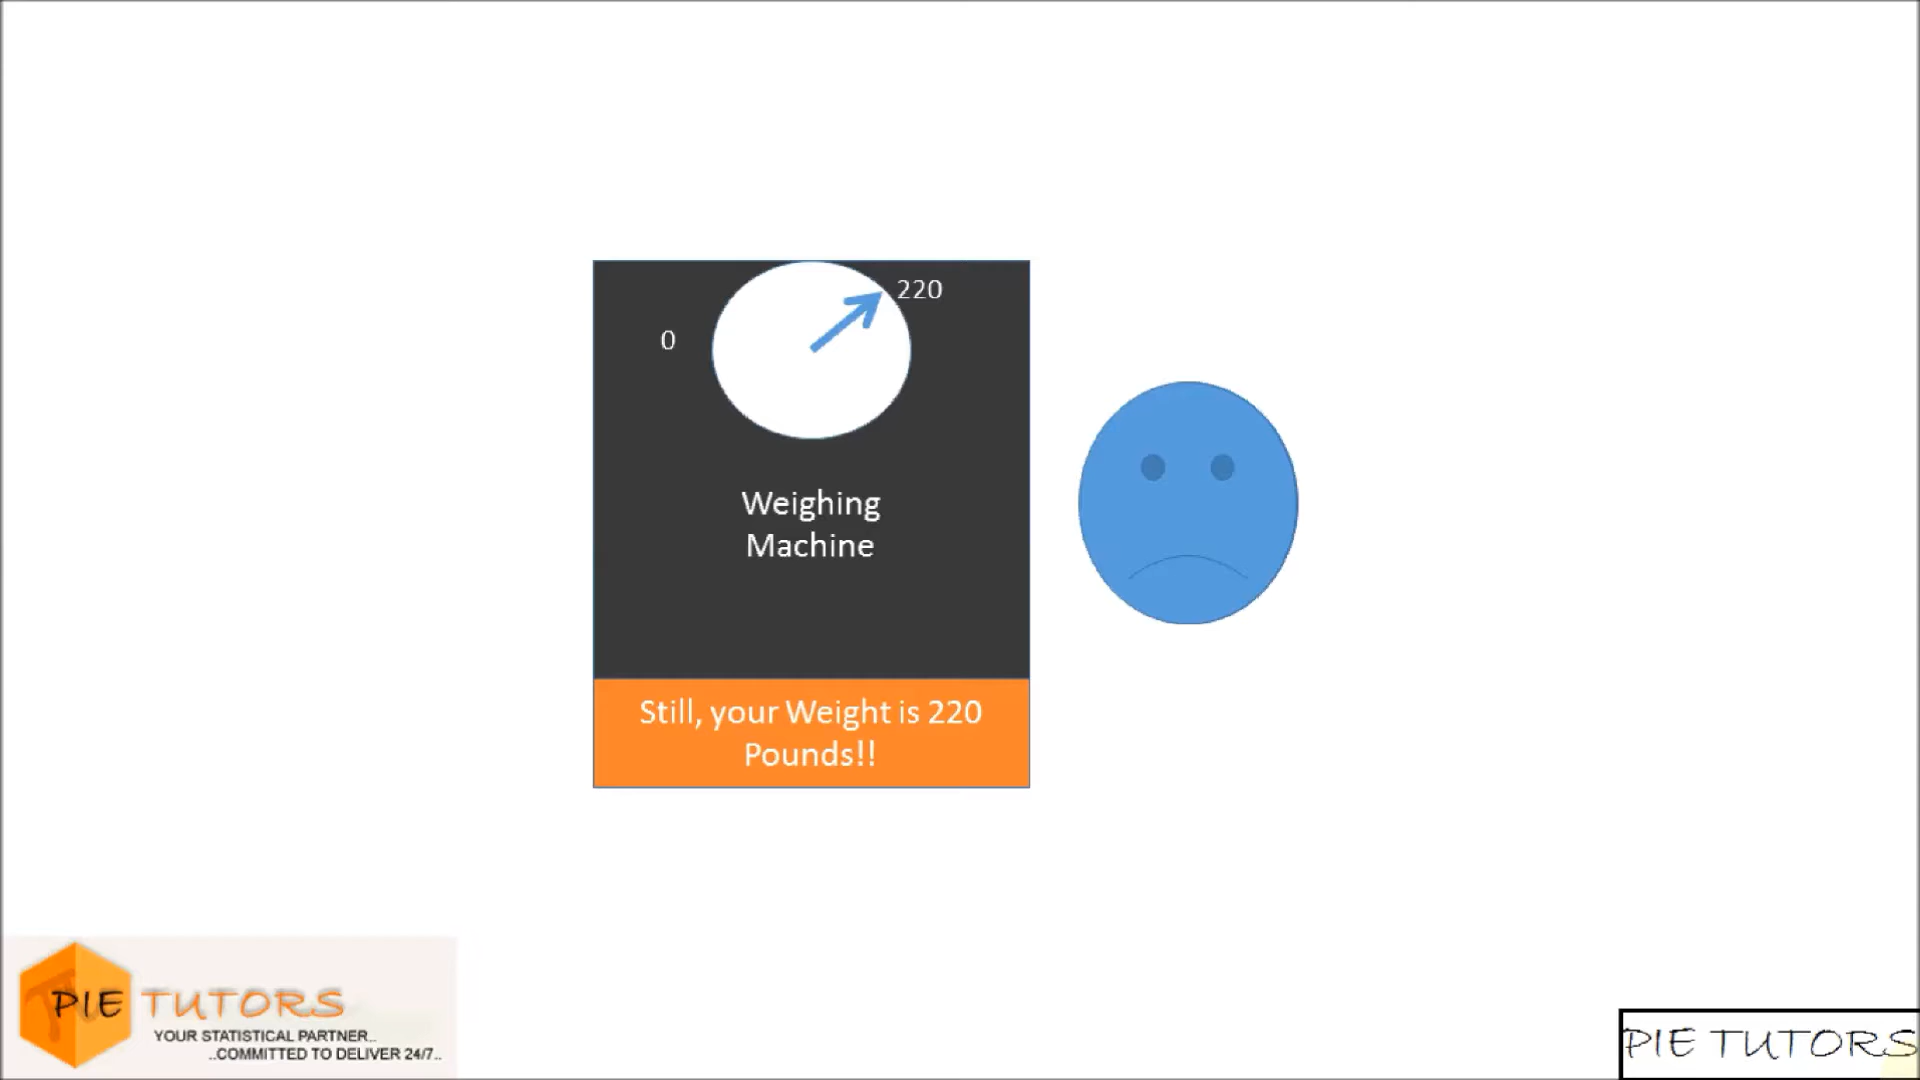 220
0
Weighing
Machine
Still, your Weight is 220
Pounds!!
PIE TUTORS
YOUR STATISTICAL PARTNER..
..COMMITTED TO DELIVER 24/7..
PIE TUTORS